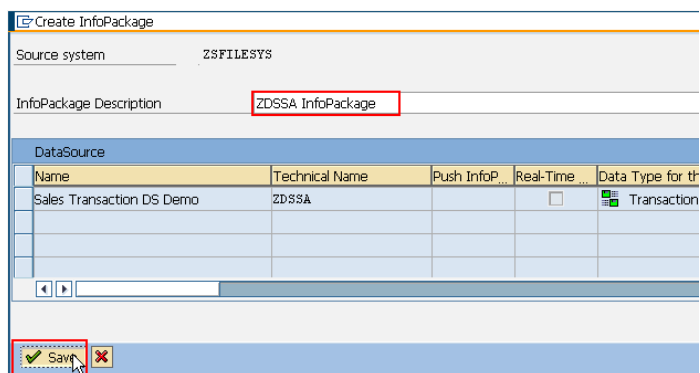 Create InfoPackage
Source system ZSFILESYS
InfoPackage Description ZDSSA InfoPackage
DataSource
Name Technical Name Push InfoP... Real-Time ... Data Type for th
Sales Transaction DS Demo ZDSSA Transaction
Save